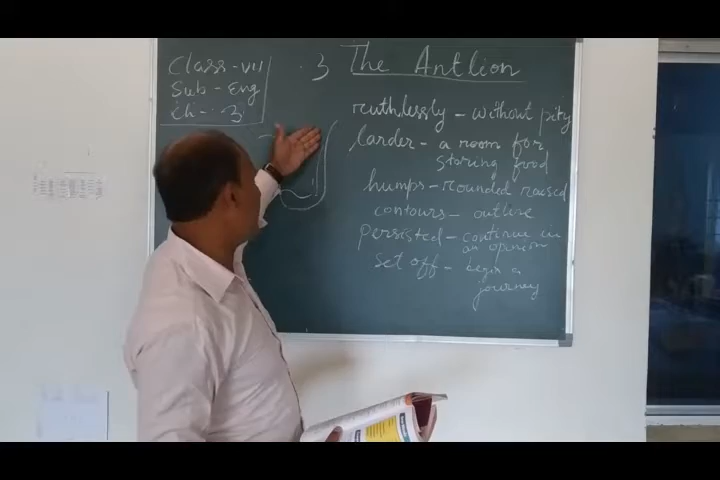 Class - VII
Sub - Eng
Ch - 3
3 The Antlion
ruthlessly - without pity
larder - a room for
storing food
humps - rounded raised
contours - outline
persisted - continue in
an opinion
set off - begin a
journey